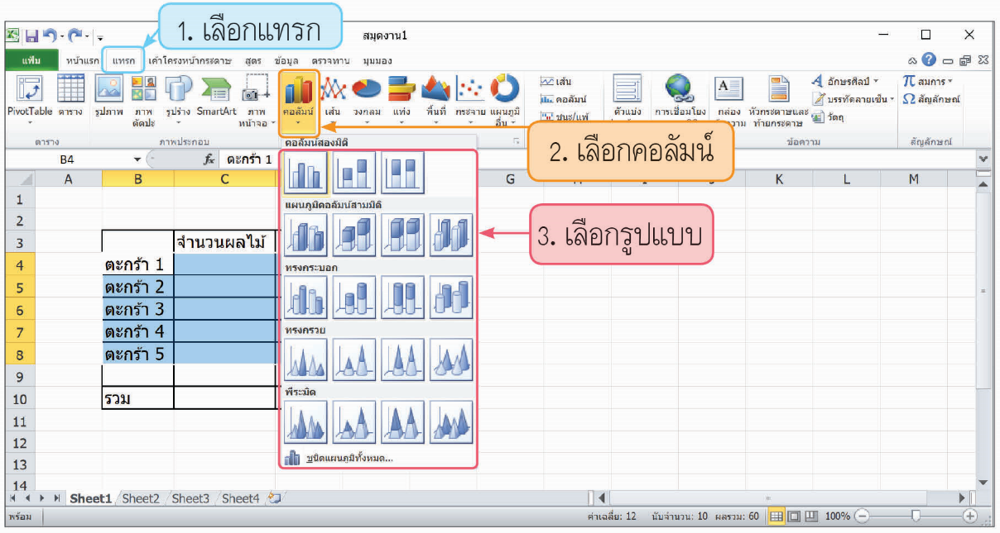 1. เลือกแทรก
สมุดงาน1
แฟ้ม หน้าแรก แทรก เค้าโครงหน้ากระดาษ สูตร ข้อมูล ตรวจทาน มุมมอง
PivotTable ตาราง รูปภาพ ภาพตัดปะ รูปร่าง SmartArt ภาพหน้าจอ คอลัมน์ เส้น วงกลม แท่ง พื้นที่ กระจาย แผนภูมิอื่น
เส้น
คอลัมน์
ชนะ/แพ้
ตัวแบ่ง การเชื่อมโยง กล่อง หัวกระดาษและท้ายกระดาษ
อักษรศิลป์
บรรทัดลายเซ็น
วัตถุ
สมการ
สัญลักษณ์
ตาราง ภาพประกอบ ข้อความ สัญลักษณ์
2. เลือกคอลัมน์
B4 fx ตะกร้า 1
A B C G K L M
คอลัมน์สองมิติ
แผนภูมิคอลัมน์สามมิติ
ทรงกระบอก
ทรงกรวย
พีระมิด
ชนิดแผนภูมิทั้งหมด...
3. เลือกรูปแบบ
1
2
3 จำนวนผลไม้
4 ตะกร้า 1
5 ตะกร้า 2
6 ตะกร้า 3
7 ตะกร้า 4
8 ตะกร้า 5
9
10 รวม
11
12
13
14
Sheet1 Sheet2 Sheet3 Sheet4
พร้อม ค่าเฉลี่ย: 12 นับจำนวน: 10 ผลรวม: 60 100%